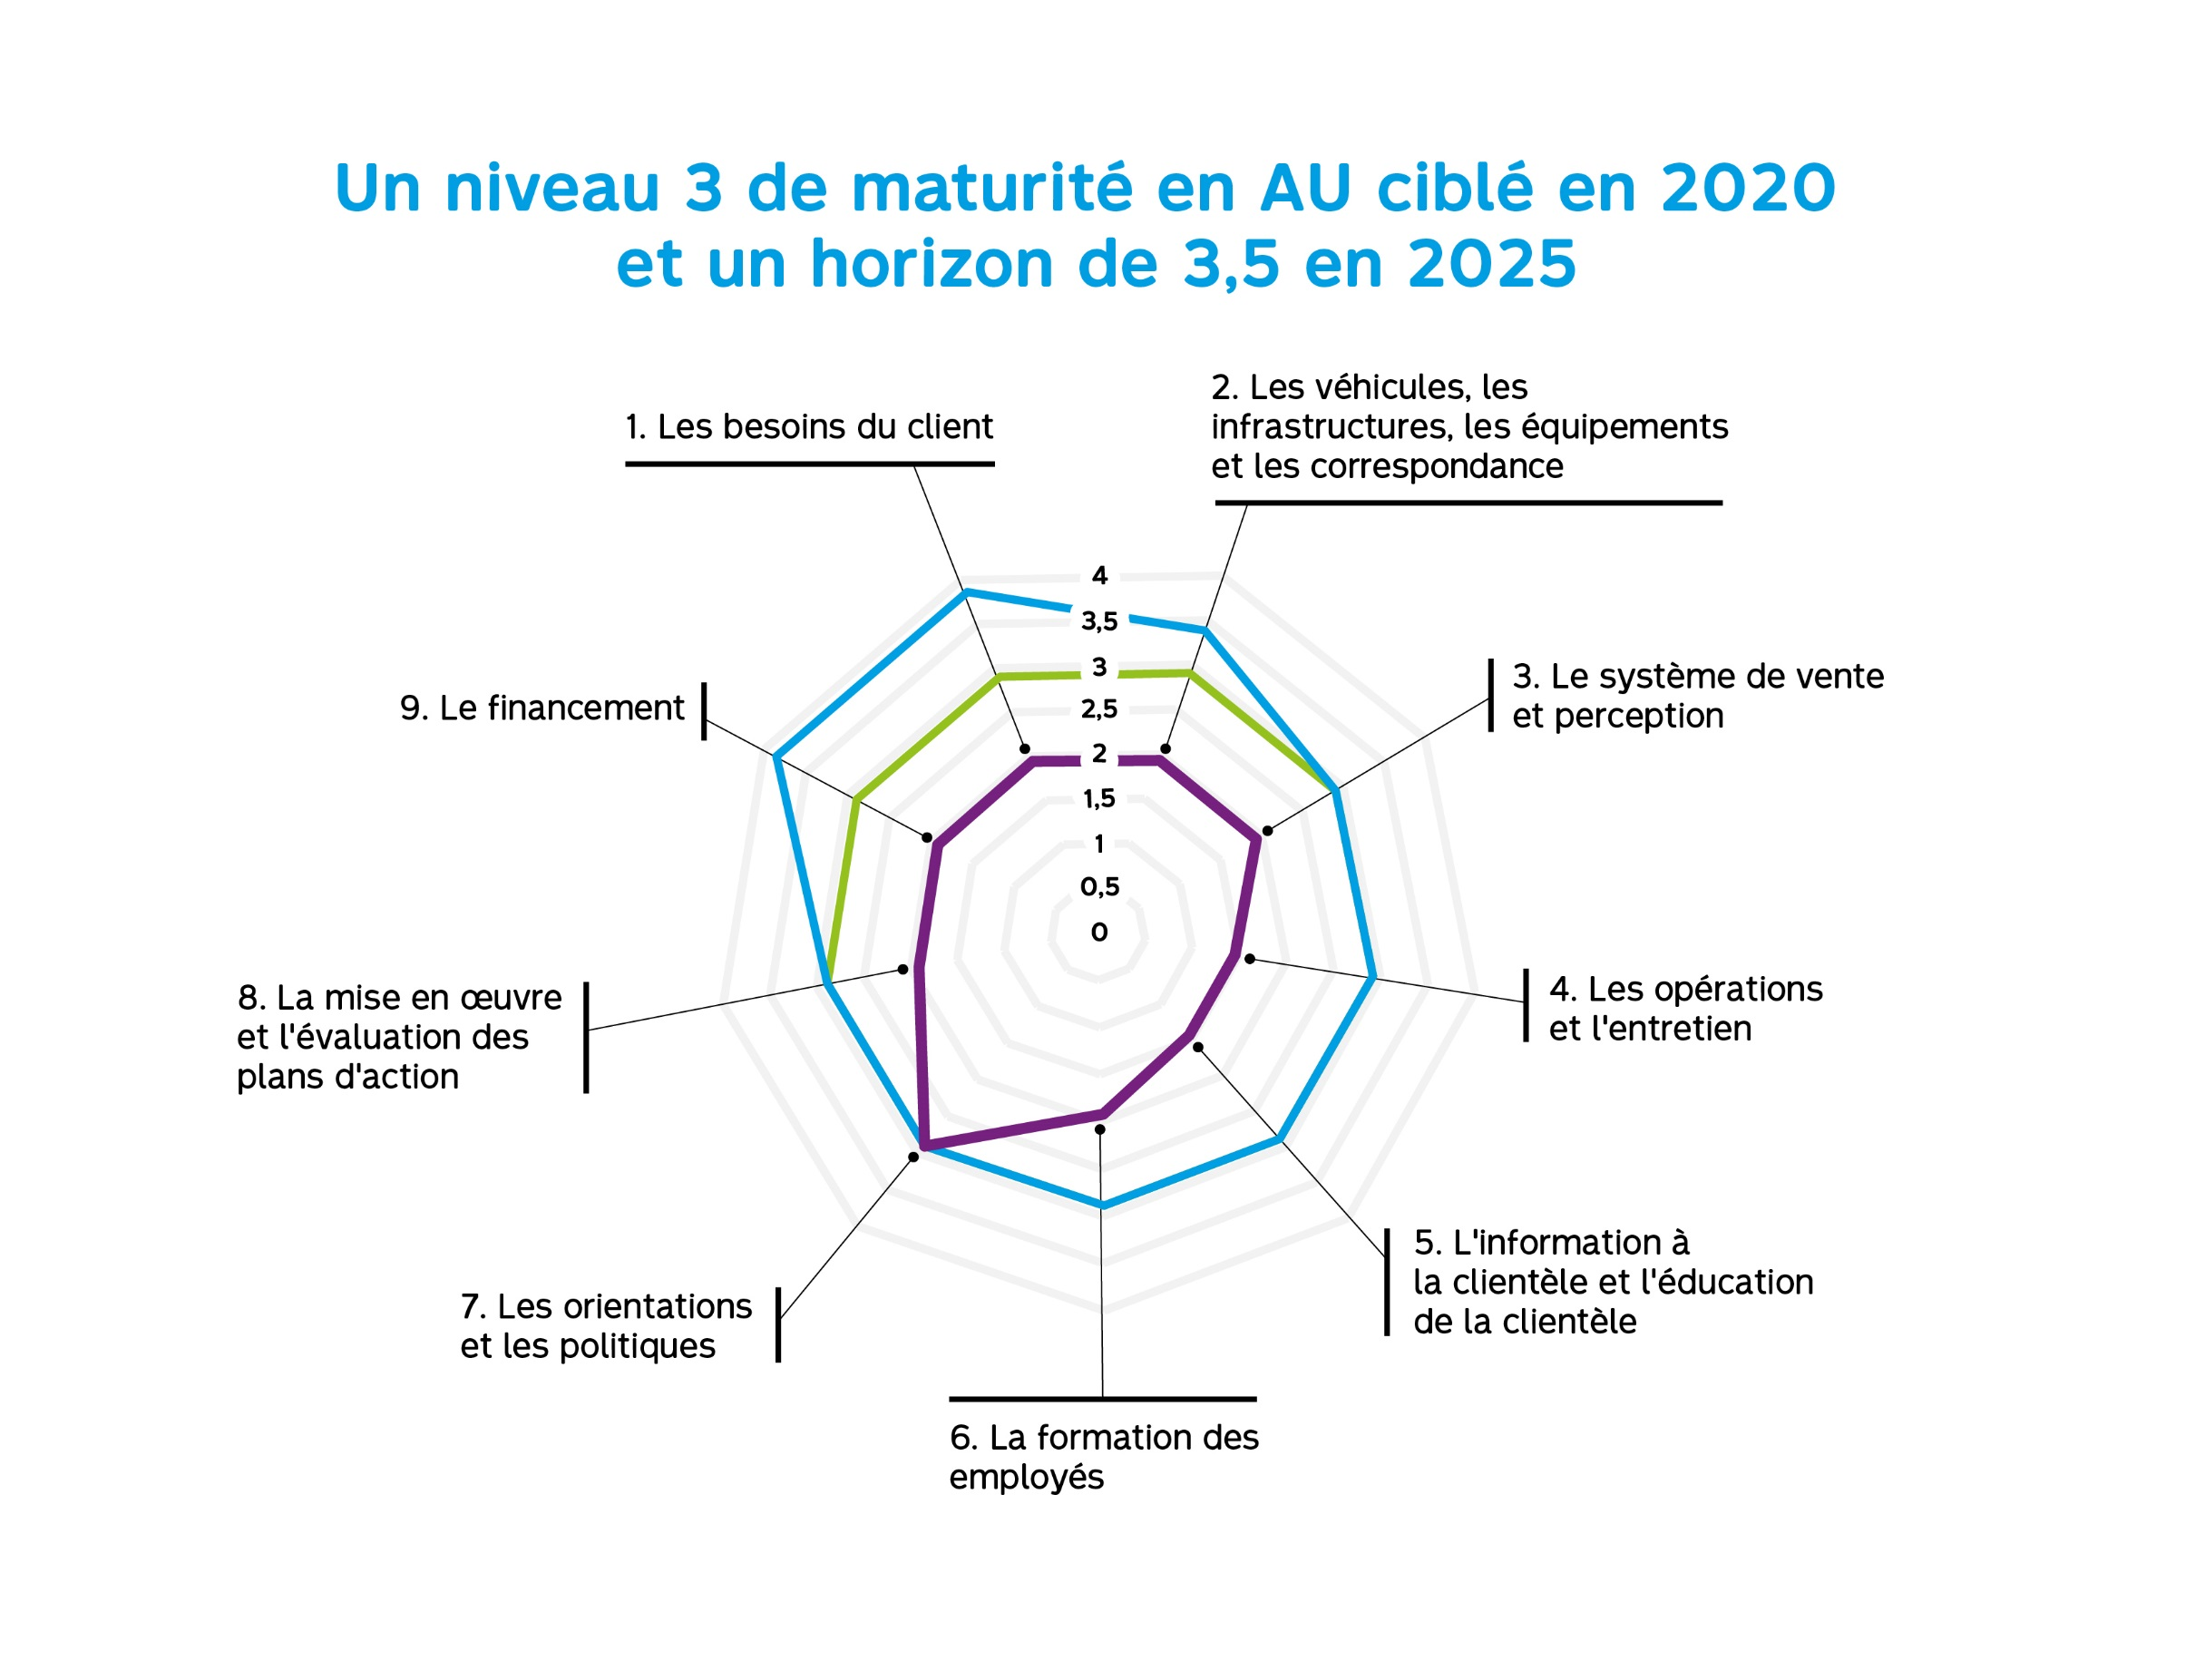 Un niveau 3 de maturité en AU ciblé en 2020
et un horizon de 3,5 en 2025
1. Les besoins du client
2. Les véhicules, les
infrastructures, les équipements
et les correspondance
3. Le système de vente
et perception
4. Les opérations
et l'entretien
5. L'information à
la clientèle et l'éducation
de la clientèle
6. La formation des
employés
7. Les orientations
et les politiques
8. La mise en œuvre
et l'évaluation des
plans d'action
9. Le financement
4
3,5
3
2,5
2
1,5
1
0,5
0